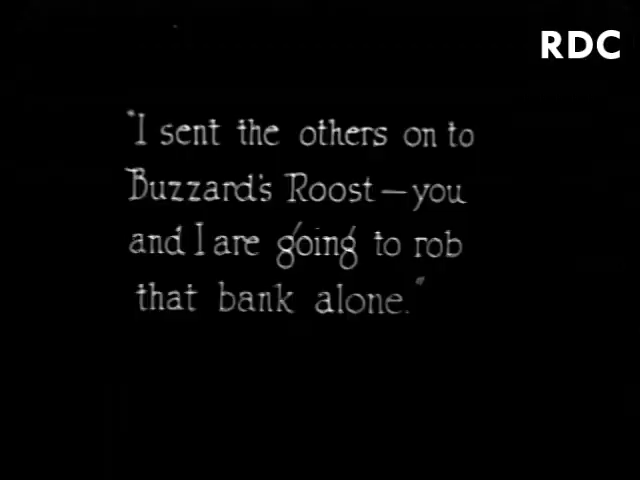 RDC
"I sent the others on to
Buzzard's Roost—you
and I are going to rob
that bank alone."